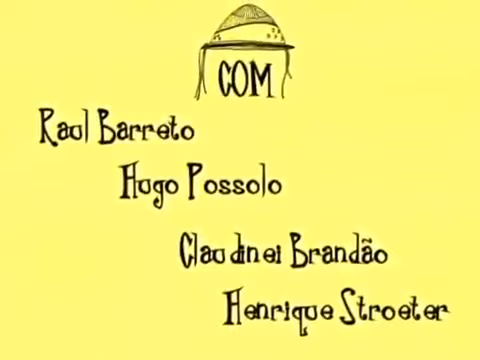 COM
Raul Barreto
Hugo Possolo
Claudinei Brandão
Henrique Stroeter